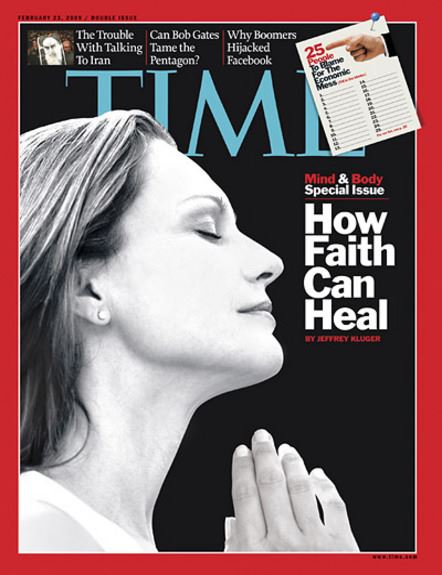 FEBRUARY 23, 2009 / DOUBLE ISSUE
The Trouble
With Talking
To Iran
Can Bob Gates
Tame the
Pentagon?
Why Boomers
Hijacked
Facebook
25
People
To Blame
For The
Economic
Mess
TIME
Mind & Body
Special Issue
How
Faith
Can
Heal
BY JEFFREY KLUGER
www.time.com